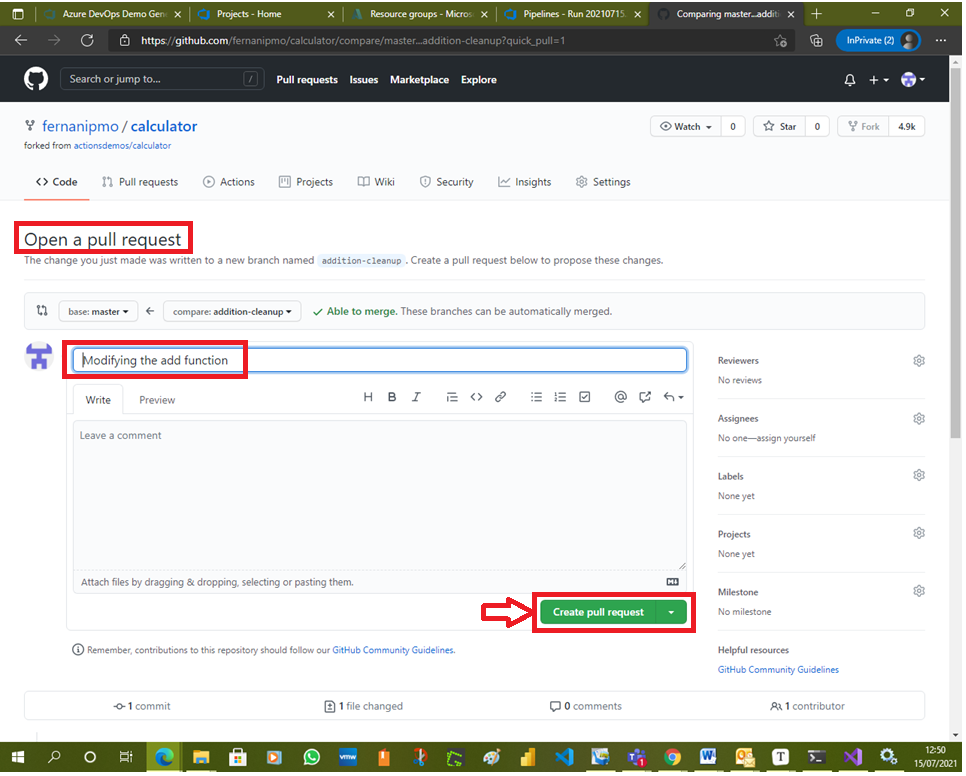 Azure DevOps Demo Gene
Projects - Home
Resource groups - Micros
Pipelines - Run 20210715.
Comparing master...additi
https://github.com/fernanipmo/calculator/compare/master...addition-cleanup?quick_pull=1
InPrivate (2)
Search or jump to...
/
Pull requests
Issues
Marketplace
Explore
fernanipmo / calculator
forked from actionsdemos/calculator
Watch
0
Star
0
Fork
4.9k
Code
Pull requests
Actions
Projects
Wiki
Security
Insights
Settings
Open a pull request
The change you just made was written to a new branch named addition-cleanup . Create a pull request below to propose these changes.
base: master
compare: addition-cleanup
Able to merge. These branches can be automatically merged.
Modifying the add function
Write
Preview
H B I
@
Leave a comment
Attach files by dragging & dropping, selecting or pasting them.
Create pull request
Remember, contributions to this repository should follow our GitHub Community Guidelines.
Reviewers
No reviews
Assignees
No one—assign yourself
Labels
None yet
Projects
None yet
Milestone
No milestone
Helpful resources
GitHub Community Guidelines
1 commit
1 file changed
0 comments
1 contributor
12:50
15/07/2021